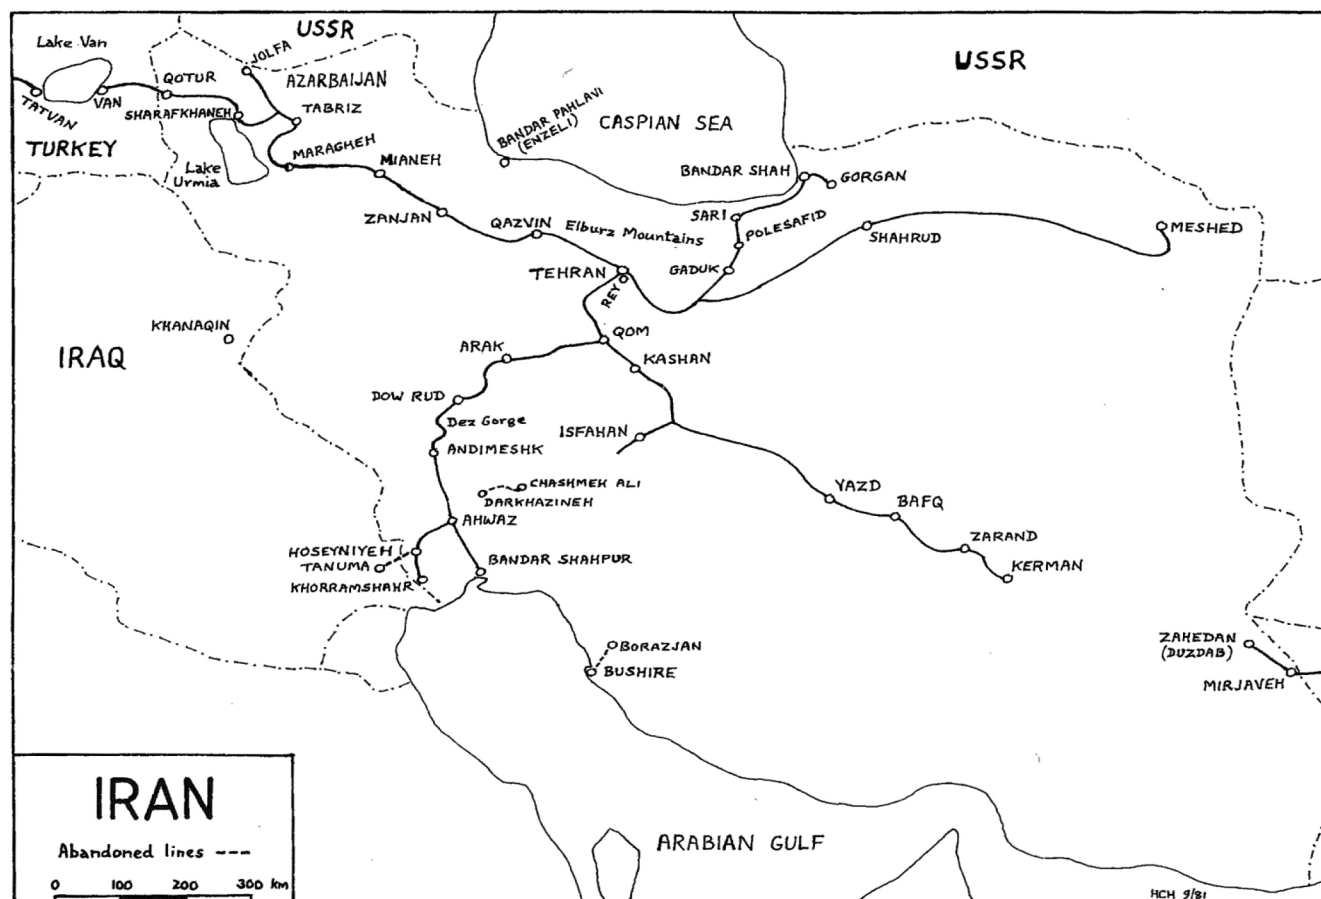 USSR
USSR
Lake Van
JOLFA
QOTUR
AZARBAIJAN
TATVAN
VAN
SHARAFKHANEH
TABRIZ
BANDAR PAHLAVI
(ENZELI)
CASPIAN SEA
TURKEY
MARAGHEH
Lake
Urmia
MIANEH
BANDAR SHAH
GORGAN
ZANJAN
QAZVIN
Elburz Mountains
SARI
POLESAFID
SHAHRUD
MESHED
TEHRAN
REY
GADUK
KHANAQIN
IRAQ
QOM
ARAK
KASHAN
DOW RUD
Dez Gorge
ISFAHAN
ANDIMESHK
CHASHMEH ALI
DARKHAZINEH
YAZD
BAFQ
AHWAZ
ZARAND
HOSEYNIYEH
TANUMA
BANDAR SHAHPUR
KERMAN
KHORRAMSHAHR
BORAZJAN
BUSHIRE
ZAHEDAN
(DUZDAB)
MIRJAVEH
IRAN
Abandoned lines ---
0 100 200 300 km
ARABIAN GULF
HCH 9/81